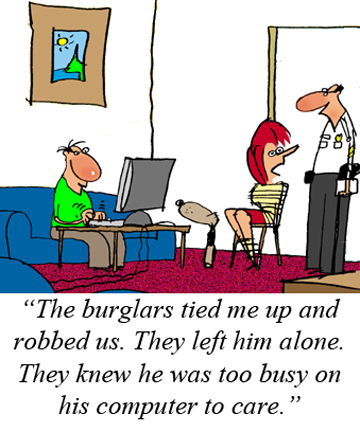 “The burglars tied me up and
robbed us. They left him alone.
They knew he was too busy on
his computer to care.”